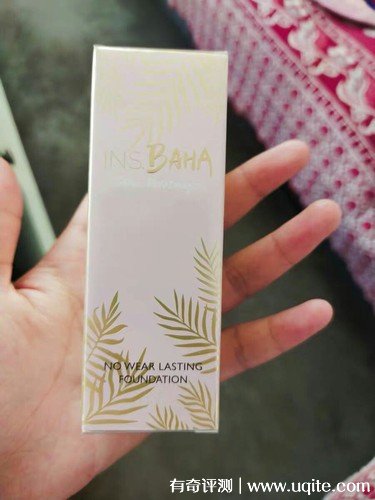 INS.BAHA
NO WEAR LASTING
FOUNDATION
有奇评测 | www.uqite.com